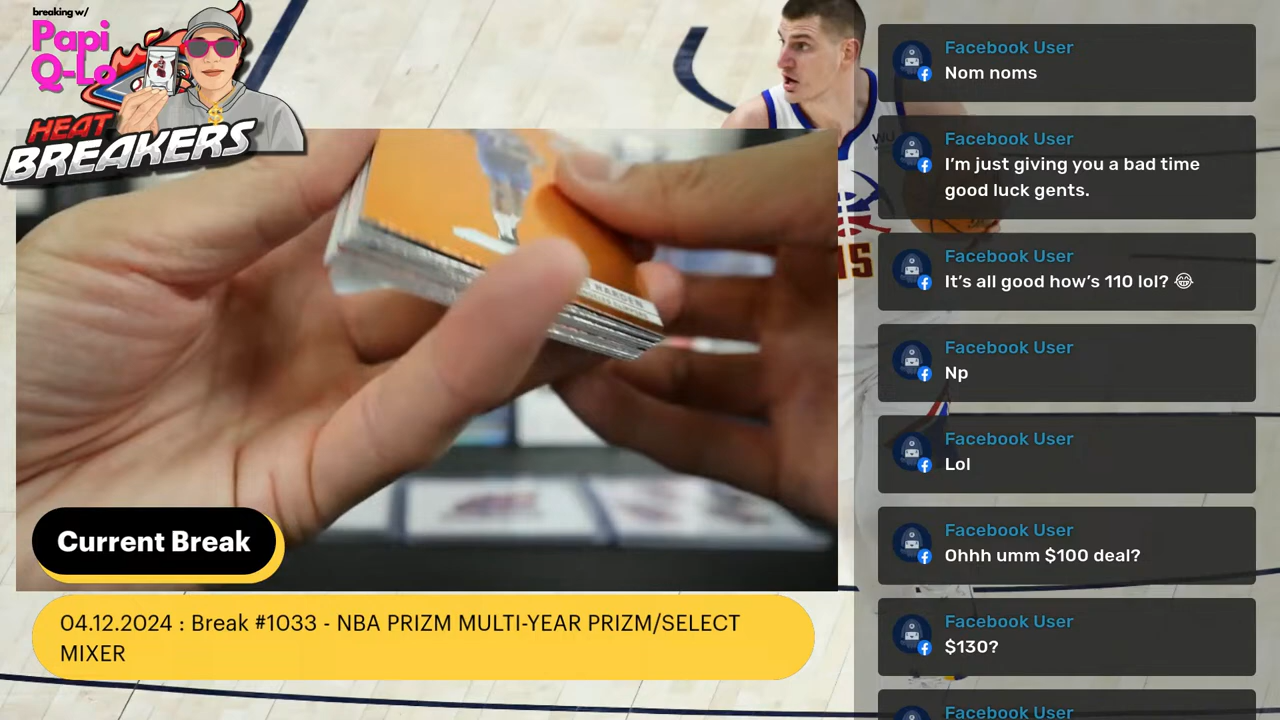 breaking w/
Papi
Q-Lo
HEAT
BREAKERS
HARDEN
Current Break
04.12.2024 : Break #1033 - NBA PRIZM MULTI-YEAR PRIZM/SELECT
MIXER
Facebook User
Nom noms
Facebook User
I'm just giving you a bad time
good luck gents.
Facebook User
It's all good how's 110 lol? 😂
Facebook User
Np
Facebook User
Lol
Facebook User
Ohhh umm $100 deal?
Facebook User
$130?
Facebook User